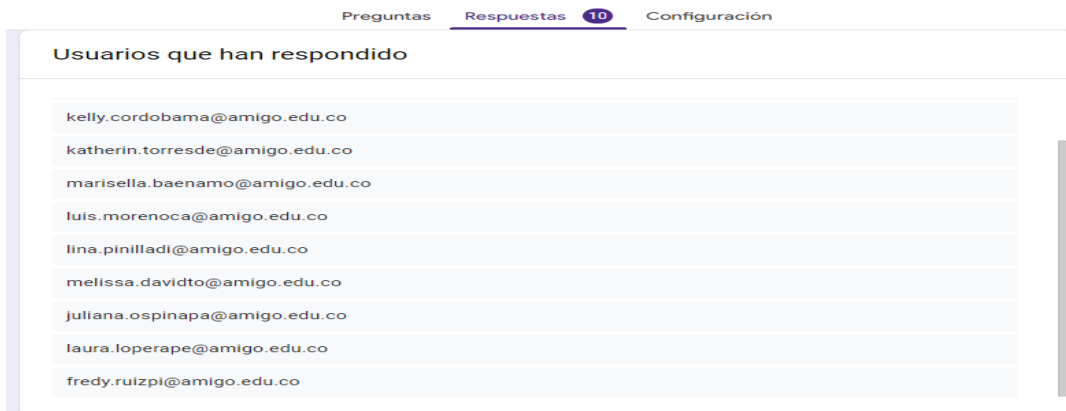 Preguntas Respuestas 10 Configuración
Usuarios que han respondido
kelly.cordobama@amigo.edu.co
katherin.torresde@amigo.edu.co
marisella.baenamo@amigo.edu.co
luis.morenoca@amigo.edu.co
lina.pinilladi@amigo.edu.co
melissa.davidto@amigo.edu.co
juliana.ospinapa@amigo.edu.co
laura.loperape@amigo.edu.co
fredy.ruizpi@amigo.edu.co